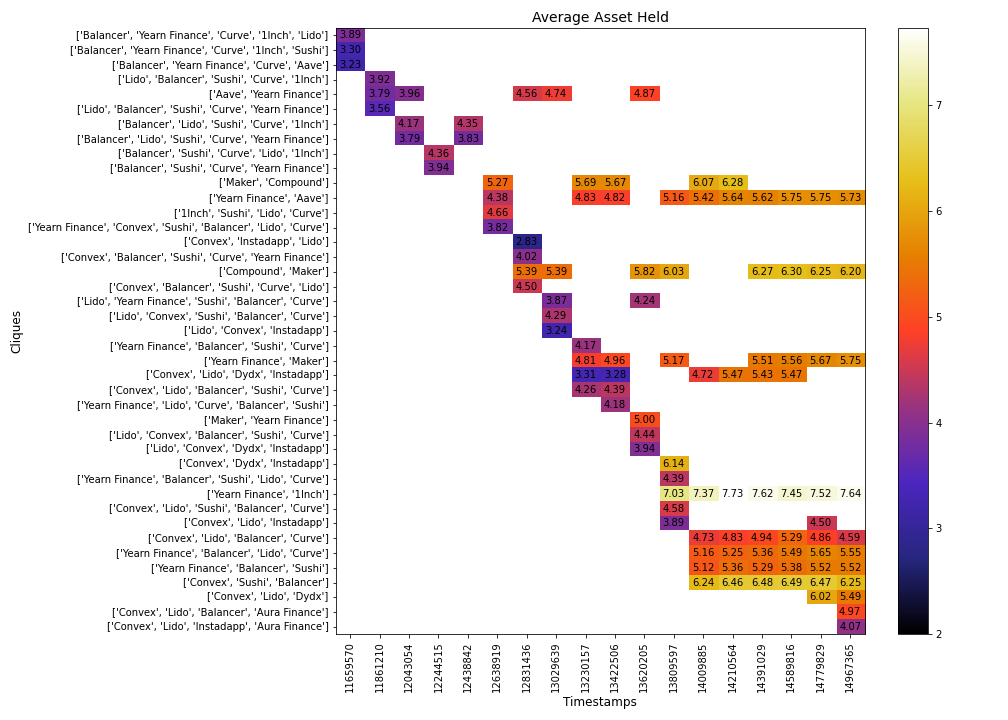 Average Asset Held
['Balancer', 'Yearn Finance', 'Curve', '1Inch', 'Lido'] 3.89
['Balancer', 'Yearn Finance', 'Curve', '1Inch', 'Sushi'] 3.30
['Balancer', 'Yearn Finance', 'Curve', 'Aave'] 3.23
['Lido', 'Balancer', 'Sushi', 'Curve', '1Inch'] 3.92
['Aave', 'Yearn Finance'] 3.79 3.96 4.56 4.74 4.87
['Lido', 'Balancer', 'Sushi', 'Curve', 'Yearn Finance'] 3.56
['Balancer', 'Lido', 'Sushi', 'Curve', '1Inch'] 4.17 4.35
['Balancer', 'Lido', 'Sushi', 'Curve', 'Yearn Finance'] 3.79 3.83
['Balancer', 'Sushi', 'Curve', 'Lido', '1Inch'] 4.36
['Balancer', 'Sushi', 'Curve', 'Yearn Finance'] 3.94
['Maker', 'Compound'] 5.27 5.69 5.67 6.07 6.28
['Yearn Finance', 'Aave'] 4.38 4.83 4.82 5.16 5.42 5.64 5.62 5.75 5.75 5.73
['1Inch', 'Sushi', 'Lido', 'Curve'] 4.66
['Yearn Finance', 'Convex', 'Sushi', 'Balancer', 'Lido', 'Curve'] 3.82
['Convex', 'Instadapp', 'Lido'] 2.83
['Convex', 'Balancer', 'Sushi', 'Curve', 'Yearn Finance'] 4.02
['Compound', 'Maker'] 5.39 5.39 5.82 6.03 6.27 6.30 6.25 6.20
['Convex', 'Balancer', 'Sushi', 'Curve', 'Lido'] 4.50
['Lido', 'Yearn Finance', 'Sushi', 'Balancer', 'Curve'] 3.87 4.24
['Lido', 'Convex', 'Sushi', 'Balancer', 'Curve'] 4.29
['Lido', 'Convex', 'Instadapp'] 3.24
['Yearn Finance', 'Balancer', 'Sushi', 'Curve'] 4.17
['Yearn Finance', 'Maker'] 4.81 4.96 5.17 5.51 5.56 5.67 5.75
['Convex', 'Lido', 'Dydx', 'Instadapp'] 3.31 3.28 4.72 5.47 5.43 5.47
['Convex', 'Lido', 'Balancer', 'Sushi', 'Curve'] 4.26 4.39
['Yearn Finance', 'Lido', 'Curve', 'Balancer', 'Sushi'] 4.18
['Maker', 'Yearn Finance'] 5.00
['Lido', 'Convex', 'Balancer', 'Sushi', 'Curve'] 4.44
['Lido', 'Convex', 'Dydx', 'Instadapp'] 3.94
['Convex', 'Dydx', 'Instadapp'] 6.14
['Yearn Finance', 'Balancer', 'Sushi', 'Lido', 'Curve'] 4.39
['Yearn Finance', '1Inch'] 7.03 7.37 7.73 7.62 7.45 7.52 7.64
['Convex', 'Lido', 'Sushi', 'Balancer', 'Curve'] 4.58
['Convex', 'Lido', 'Instadapp'] 3.89 4.50
['Convex', 'Lido', 'Balancer', 'Curve'] 4.73 4.83 4.94 5.29 4.86 4.59
['Yearn Finance', 'Balancer', 'Lido', 'Curve'] 5.16 5.25 5.36 5.49 5.65 5.55
['Yearn Finance', 'Balancer', 'Sushi'] 5.12 5.36 5.29 5.38 5.52 5.52
['Convex', 'Sushi', 'Balancer'] 6.24 6.46 6.48 6.49 6.47 6.25
['Convex', 'Lido', 'Dydx'] 6.02 5.49
['Convex', 'Lido', 'Balancer', 'Aura Finance'] 4.97
['Convex', 'Lido', 'Instadapp', 'Aura Finance'] 4.07
Cliques
11659570
11861210
12043054
12244515
12438842
12638919
12831436
13029639
13230157
13422506
13620205
13809597
14009885
14210564
14391029
14589816
14779829
14967365
Timestamps
7
6
5
4
3
2